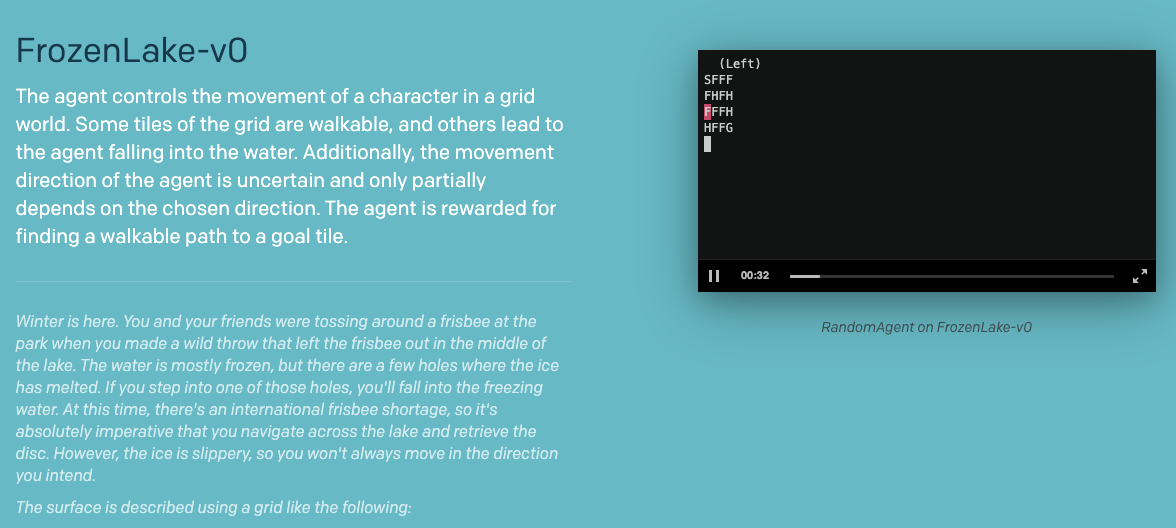 FrozenLake-v0
The agent controls the movement of a character in a grid
world. Some tiles of the grid are walkable, and others lead to
the agent falling into the water. Additionally, the movement
direction of the agent is uncertain and only partially
depends on the chosen direction. The agent is rewarded for
finding a walkable path to a goal tile.
Winter is here. You and your friends were tossing around a frisbee at the
park when you made a wild throw that left the frisbee out in the middle of
the lake. The water is mostly frozen, but there are a few holes where the ice
has melted. If you step into one of those holes, you'll fall into the freezing
water. At this time, there's an international frisbee shortage, so it's
absolutely imperative that you navigate across the lake and retrieve the
disc. However, the ice is slippery, so you won't always move in the direction
you intend.
The surface is described using a grid like the following:
(Left)
SFFF
FHFH
FFFH
HFFG
00:32
RandomAgent on FrozenLake-v0